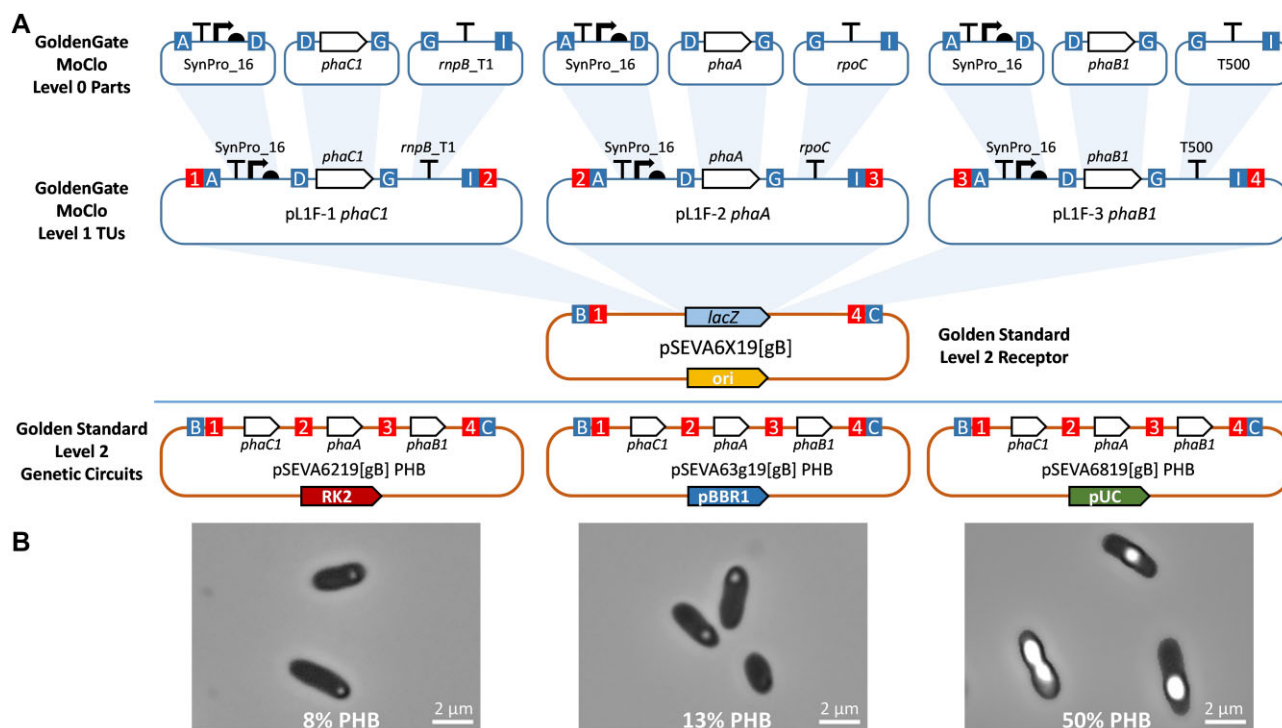 A
GoldenGate
MoClo
Level 0 Parts
A D
SynPro_16
D G
phaC1
G I
rnpB_T1
A D
SynPro_16
D G
phaA
G I
rpoC
A D
SynPro_16
D G
phaB1
G I
T500
GoldenGate
MoClo
Level 1 TUs
SynPro_16 phaC1 rnpB_T1
1 A D G I 2
pL1F-1 phaC1
SynPro_16 phaA rpoC
2 A D G I 3
pL1F-2 phaA
SynPro_16 phaB1 T500
3 A D G I 4
pL1F-3 phaB1
B 1 lacZ 4 C
pSEVA6X19[gB]
ori
Golden Standard
Level 2 Receptor
Golden Standard
Level 2
Genetic Circuits
B 1 2 3 4 C
phaC1 phaA phaB1
pSEVA6219[gB] PHB
RK2
B 1 2 3 4 C
phaC1 phaA phaB1
pSEVA63g19[gB] PHB
pBBR1
B 1 2 3 4 C
phaC1 phaA phaB1
pSEVA6819[gB] PHB
pUC
B
8% PHB
2 µm
13% PHB
2 µm
50% PHB
2 µm